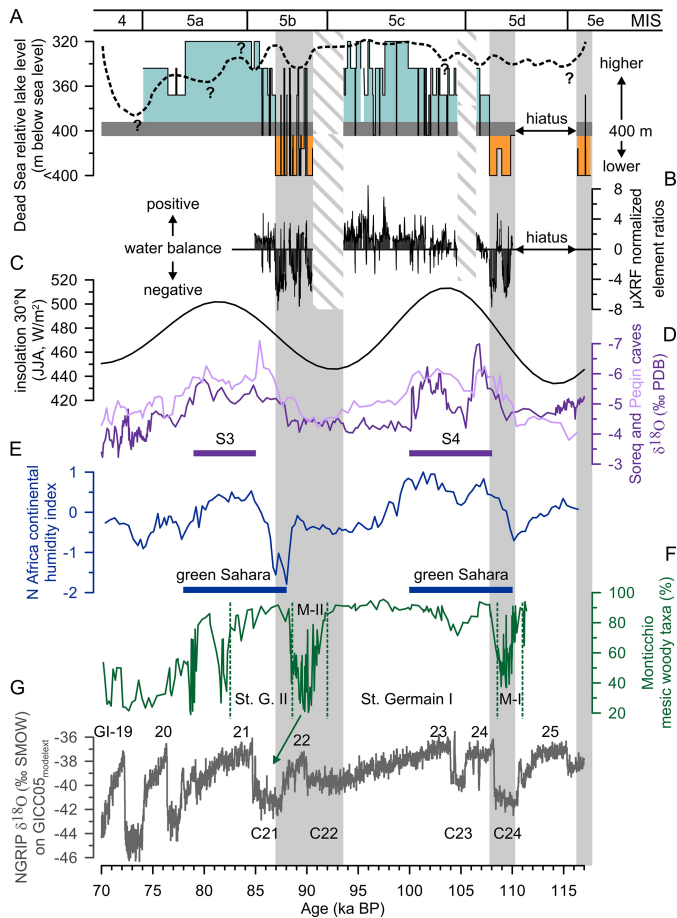 A
4 5a 5b 5c 5d 5e MIS
Dead Sea relative lake level
(m below sea level)
320
360
400
<400
?
?
?
?
?
hiatus
higher
400 m
lower
B
positive
water balance
negative
hiatus
8
4
0
-4
-8
µXRF normalized
element ratios
C
insolation 30°N
(JJA, W/m²)
520
500
480
460
440
420
D
-7
-6
-5
-4
-3
Soreq and Peqin caves
δ¹⁸O (‰ PDB)
S3 S4
E
N Africa continental
humidity index
1
0
-1
-2
green Sahara green Sahara
F
100
80
60
40
20
Monticchio
mesic woody taxa (%)
M-II
St. G. II St. Germain I M-I
G
NGRIP δ¹⁸O (‰ SMOW)
on GICC05modelext
-36
-38
-40
-42
-44
-46
GI-19 20 21 22 23 24 25
C21 C22 C23 C24
70 75 80 85 90 95 100 105 110 115
Age (ka BP)